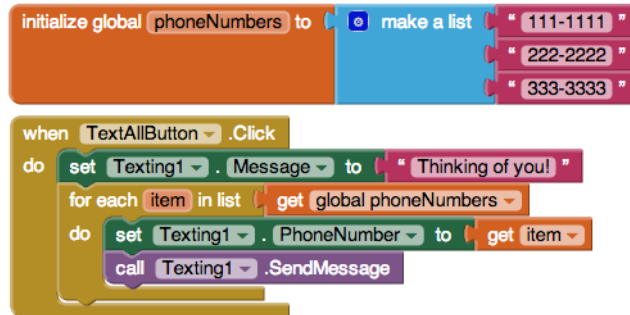 initialize global phoneNumbers to make a list " 111-1111 "
" 222-2222 "
" 333-3333 "
when TextAllButton .Click
do set Texting1 . Message to " Thinking of you! "
for each item in list get global phoneNumbers
do set Texting1 . PhoneNumber to get item
call Texting1 .SendMessage